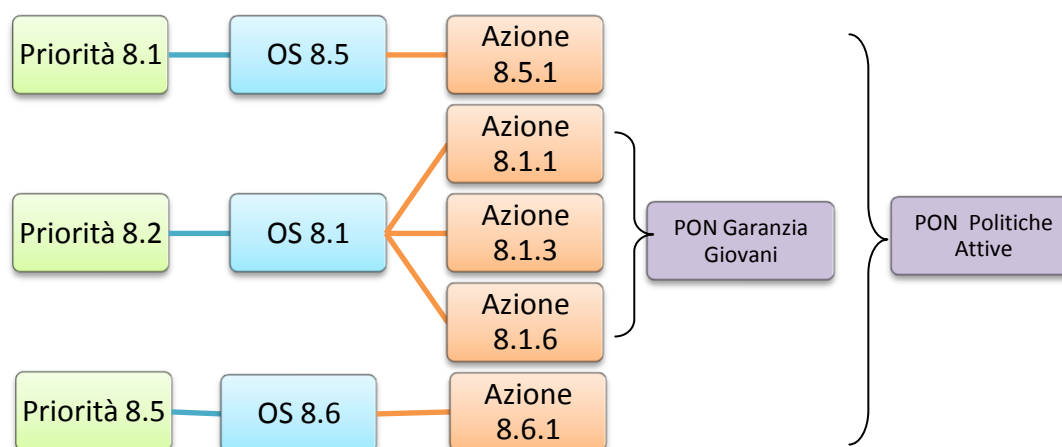 Priorità 8.1
OS 8.5
Azione
8.5.1
Azione
8.1.1
Priorità 8.2
OS 8.1
Azione
8.1.3
Azione
8.1.6
PON Garanzia
Giovani
PON Politiche
Attive
Priorità 8.5
OS 8.6
Azione
8.6.1